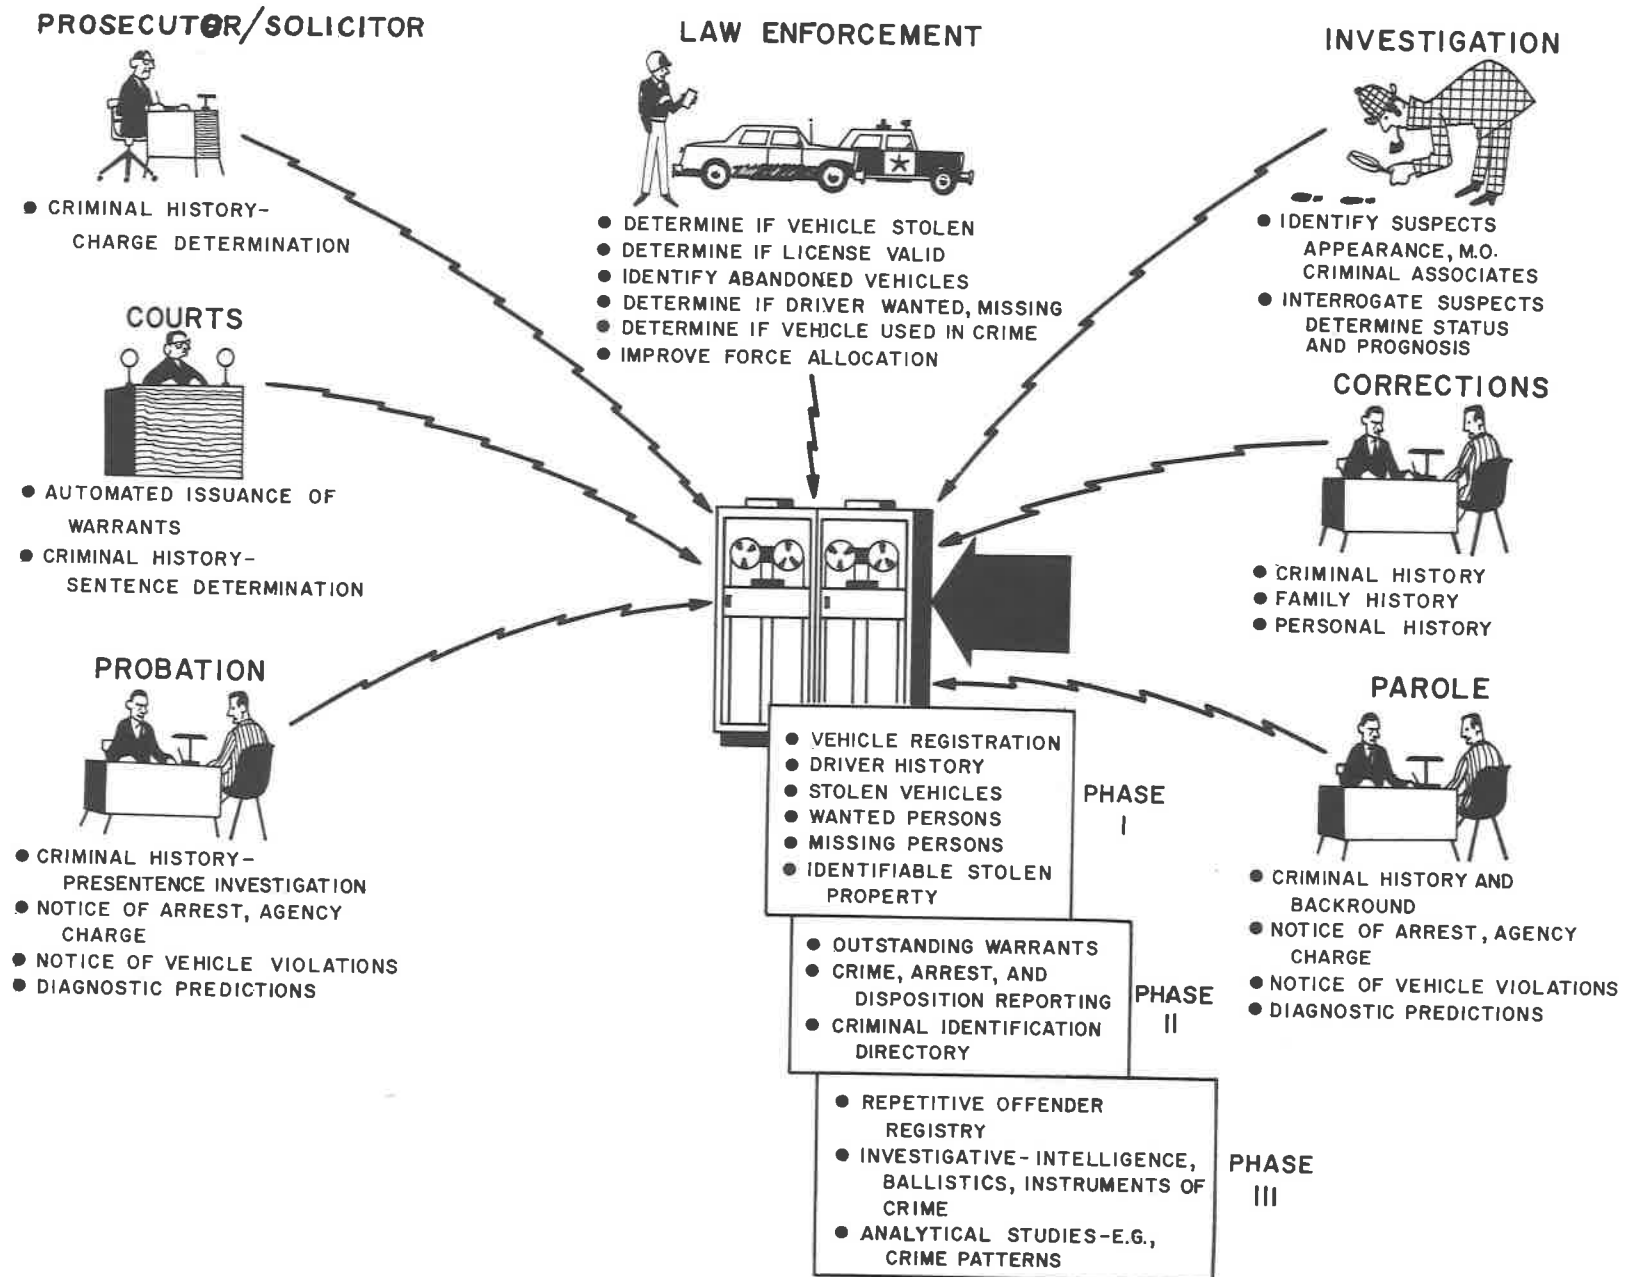 PROSECUTOR/SOLICITOR
● CRIMINAL HISTORY-
CHARGE DETERMINATION
COURTS
● AUTOMATED ISSUANCE OF
WARRANTS
● CRIMINAL HISTORY-
SENTENCE DETERMINATION
PROBATION
● CRIMINAL HISTORY-
PRESENTENCE INVESTIGATION
● NOTICE OF ARREST, AGENCY
CHARGE
● NOTICE OF VEHICLE VIOLATIONS
● DIAGNOSTIC PREDICTIONS
LAW ENFORCEMENT
● DETERMINE IF VEHICLE STOLEN
● DETERMINE IF LICENSE VALID
● IDENTIFY ABANDONED VEHICLES
● DETERMINE IF DRIVER WANTED, MISSING
● DETERMINE IF VEHICLE USED IN CRIME
● IMPROVE FORCE ALLOCATION
INVESTIGATION
● IDENTIFY SUSPECTS
APPEARANCE, M.O.
CRIMINAL ASSOCIATES
● INTERROGATE SUSPECTS
DETERMINE STATUS
AND PROGNOSIS
CORRECTIONS
● CRIMINAL HISTORY
● FAMILY HISTORY
● PERSONAL HISTORY
PAROLE
● CRIMINAL HISTORY AND
BACKROUND
● NOTICE OF ARREST, AGENCY
CHARGE
● NOTICE OF VEHICLE VIOLATIONS
● DIAGNOSTIC PREDICTIONS
● VEHICLE REGISTRATION
● DRIVER HISTORY
● STOLEN VEHICLES
● WANTED PERSONS
● MISSING PERSONS
● IDENTIFIABLE STOLEN
PROPERTY
PHASE
I
● OUTSTANDING WARRANTS
● CRIME, ARREST, AND
DISPOSITION REPORTING
● CRIMINAL IDENTIFICATION
DIRECTORY
PHASE
II
● REPETITIVE OFFENDER
REGISTRY
● INVESTIGATIVE-INTELLIGENCE,
BALLISTICS, INSTRUMENTS OF
CRIME
● ANALYTICAL STUDIES-E.G.,
CRIME PATTERNS
PHASE
III